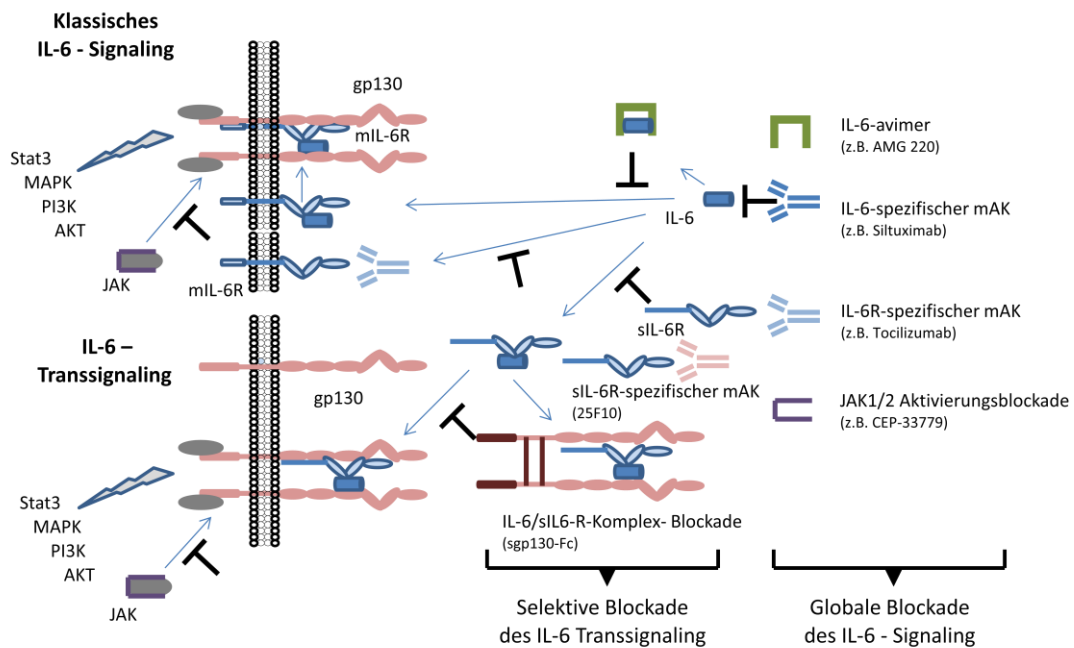 Klassisches
IL-6 - Signaling
gp130
mIL-6R
Stat3
MAPK
PI3K
AKT
JAK
mIL-6R
IL-6
IL-6-avimer
(z.B. AMG 220)
IL-6-spezifischer mAK
(z.B. Siltuximab)
sIL-6R
IL-6R-spezifischer mAK
(z.B. Tocilizumab)
IL-6 –
Transsignaling
gp130
sIL-6R-spezifischer mAK
(25F10)
JAK1/2 Aktivierungsblockade
(z.B. CEP-33779)
Stat3
MAPK
PI3K
AKT
JAK
IL-6/sIL6-R-Komplex- Blockade
(sgp130-Fc)
Selektive Blockade
des IL-6 Transsignaling
Globale Blockade
des IL-6 - Signaling